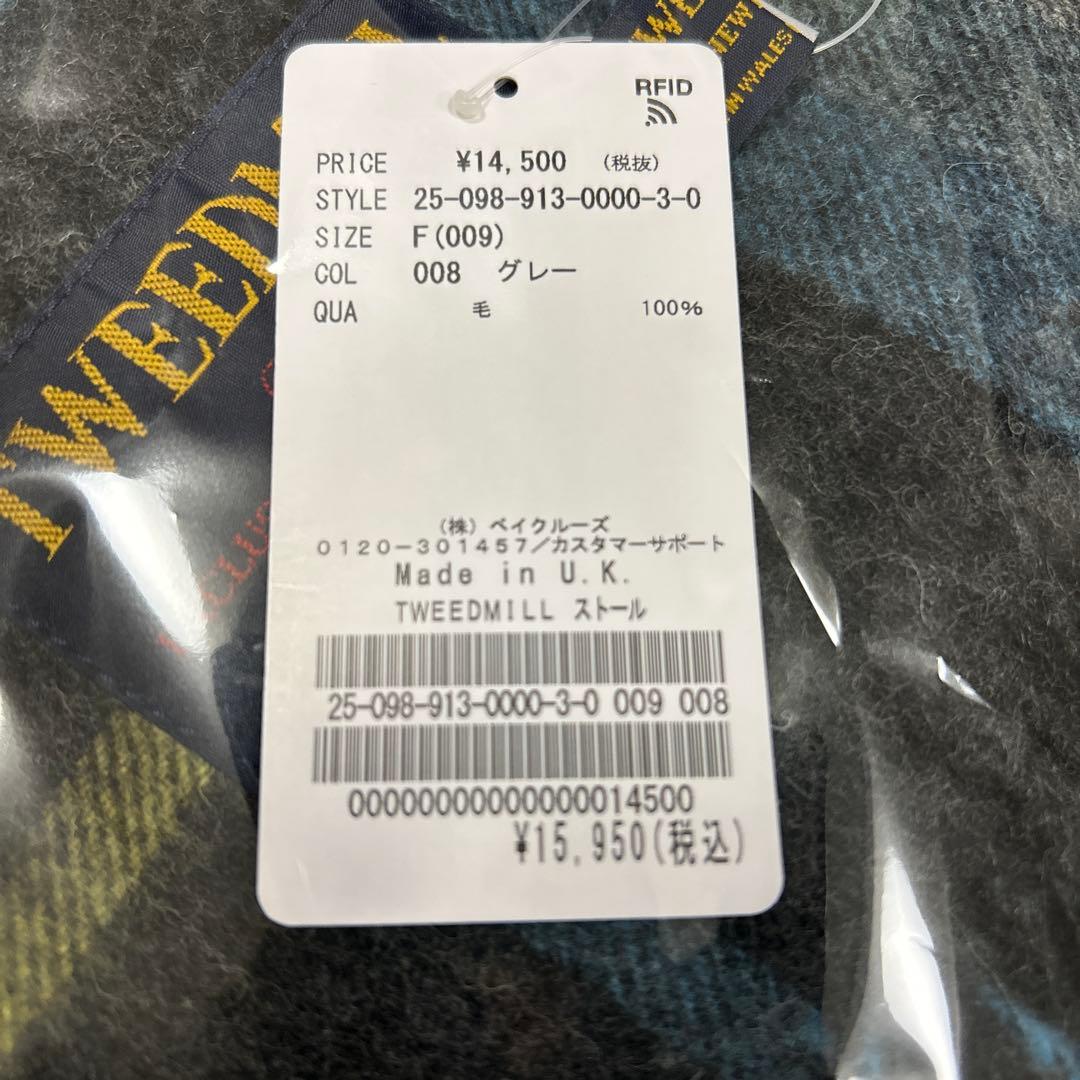 RFID
PRICE ¥14,500 (税抜)
STYLE 25-098-913-0000-3-0
SIZE F(009)
COL 008 グレー
QUA 毛 100%
(株) ベイクルーズ
0120-301457/カスタマーサポート
Made in U.K.
TWEEDMILL ストール
25-098-913-0000-3-0 009 008
00000000000000014500
¥15,950(税込)
NEW
WALES